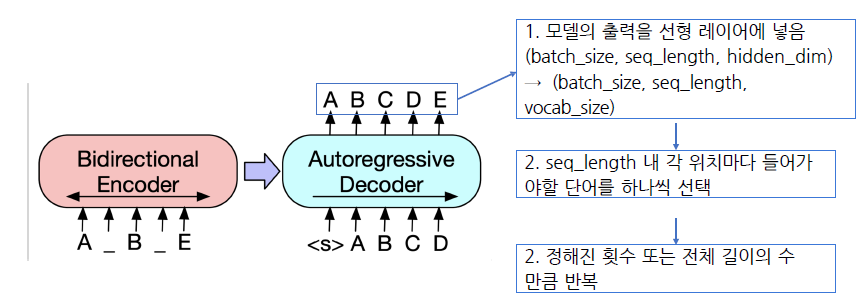 A B C D E
Bidirectional
Encoder
Autoregressive
Decoder
A _ B _ E
<s> A B C D
1. 모델의 출력을 선형 레이어에 넣음
(batch_size, seq_length, hidden_dim)
→ (batch_size, seq_length,
vocab_size)
2. seq_length 내 각 위치마다 들어가
야할 단어를 하나씩 선택
2. 정해진 횟수 또는 전체 길이의 수
만큼 반복